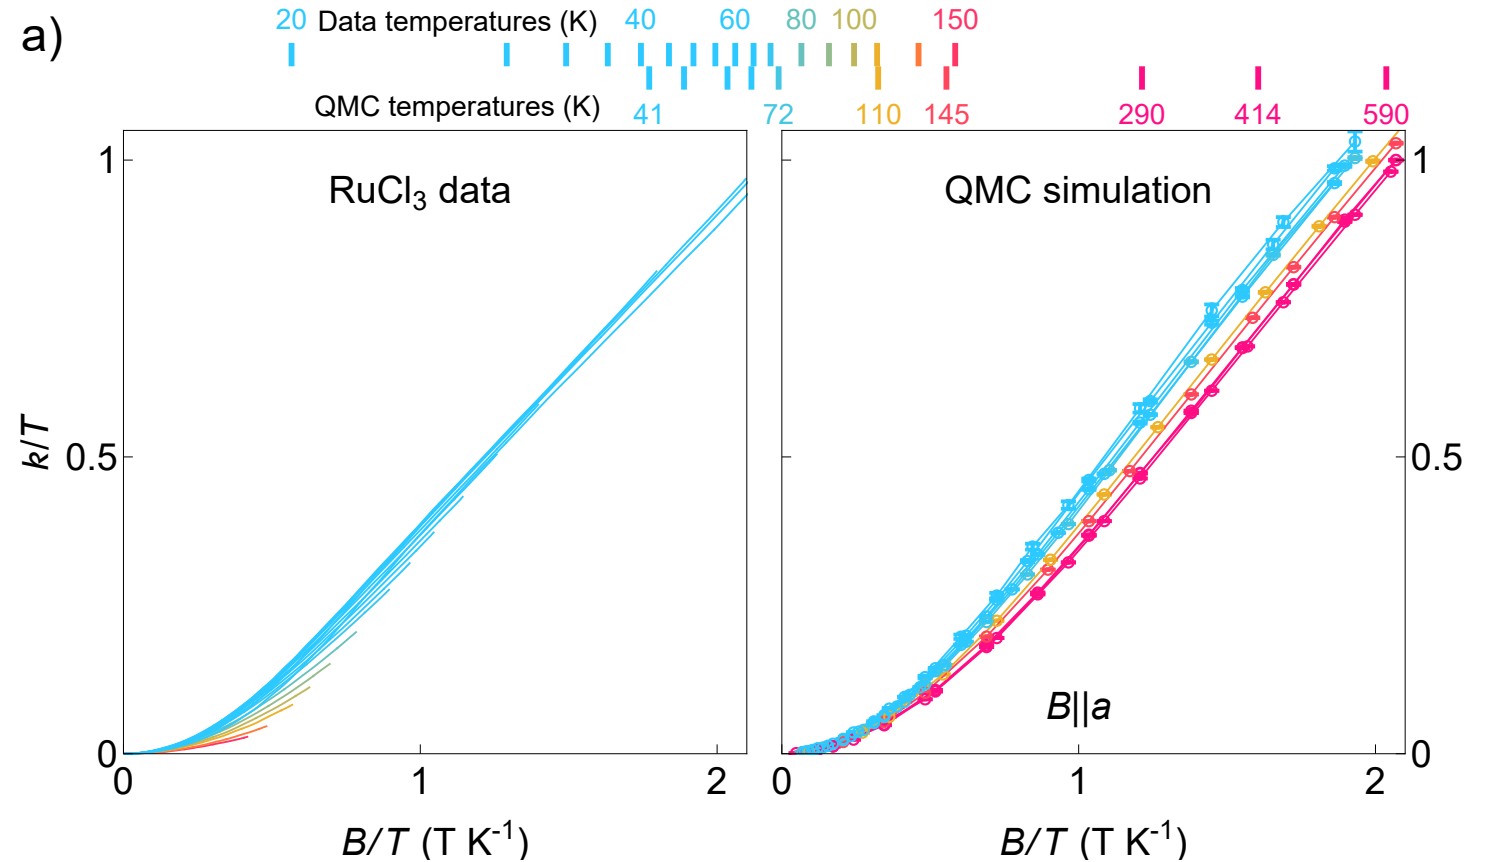 a)
20 Data temperatures (K) 40 60 80 100 150
QMC temperatures (K) 41 72 110 145 290 414 590
RuCl3 data
QMC simulation
1
0.5
0
k/T
0 1 2
B/T (T K-1)
B||a
1
0.5
0
0 1 2
B/T (T K-1)